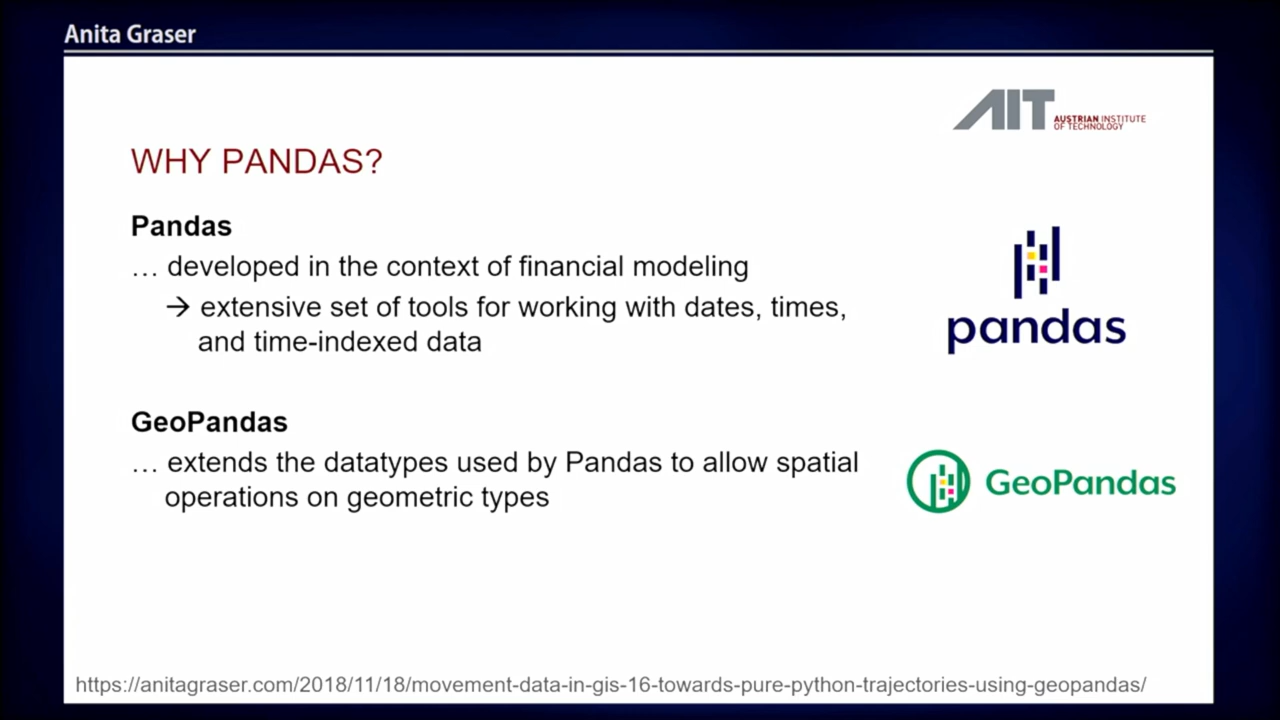 Anita Graser
AIT AUSTRIAN INSTITUTE
OF TECHNOLOGY
WHY PANDAS?
Pandas
… developed in the context of financial modeling
→ extensive set of tools for working with dates, times,
and time-indexed data
pandas
GeoPandas
… extends the datatypes used by Pandas to allow spatial
operations on geometric types
GeoPandas
https://anitagraser.com/2018/11/18/movement-data-in-gis-16-towards-pure-python-trajectories-using-geopandas/